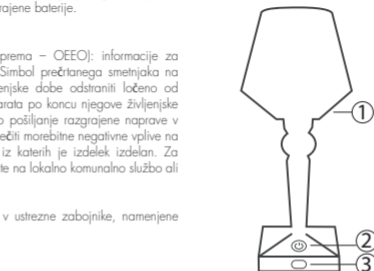 rajene baterije.
prema – OEEO): informacije za
Simbol prečrtanega smetnjaka na
enjske dobe odstraniti ločeno od
arata po koncu njegove življenjske
o pošiljanje razgrajene naprave v
ečiti morebitne negativne vplive na
iz katerih je izdelek izdelan. Za
te na lokalno komunalno službo ali
v ustrezne zabojnike, namenjene
1
2
3